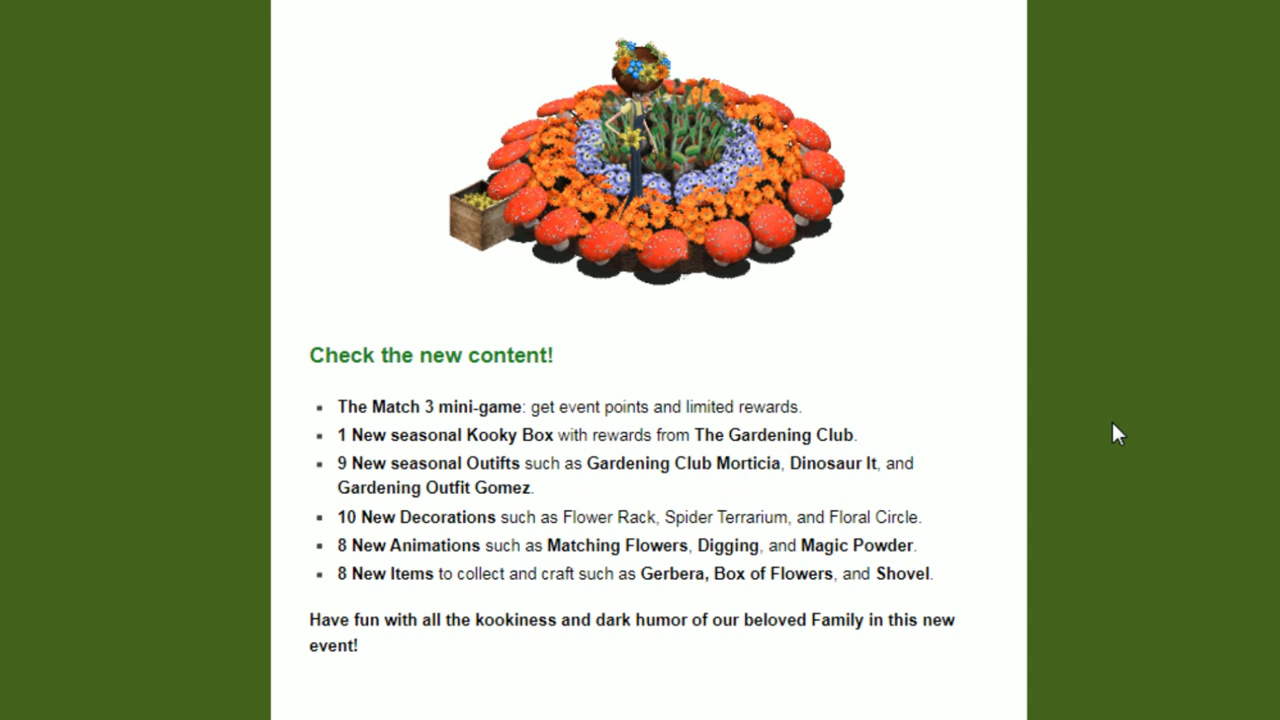 Check the new content!
The Match 3 mini-game: get event points and limited rewards.
1 New seasonal Kooky Box with rewards from The Gardening Club.
9 New seasonal Outifts such as Gardening Club Morticia, Dinosaur It, and
Gardening Outfit Gomez.
10 New Decorations such as Flower Rack, Spider Terrarium, and Floral Circle.
8 New Animations such as Matching Flowers, Digging, and Magic Powder.
8 New Items to collect and craft such as Gerbera, Box of Flowers, and Shovel.
Have fun with all the kookiness and dark humor of our beloved Family in this new
event!